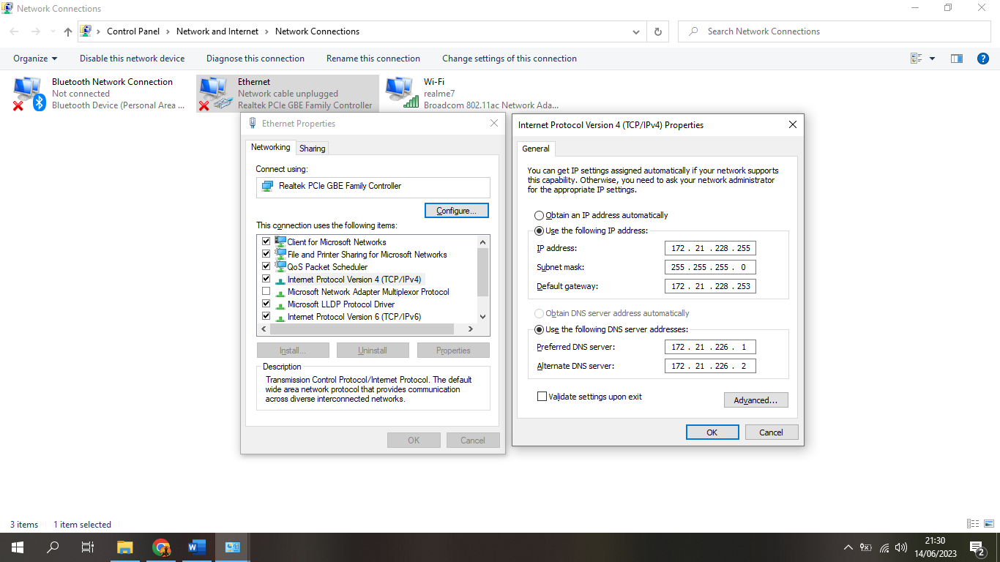 Network Connections
Control Panel > Network and Internet > Network Connections
Search Network Connections
Organize
Disable this network device
Diagnose this connection
Rename this connection
Change settings of this connection
Bluetooth Network Connection
Not connected
Bluetooth Device (Personal Area ...
Ethernet
Network cable unplugged
Realtek PCIe GBE Family Controller
Wi-Fi
realme7
Broadcom 802.11ac Network Ada...
Ethernet Properties
Networking
Sharing
Connect using:
Realtek PCIe GBE Family Controller
Configure...
This connection uses the following items:
Client for Microsoft Networks
File and Printer Sharing for Microsoft Networks
QoS Packet Scheduler
Internet Protocol Version 4 (TCP/IPv4)
Microsoft Network Adapter Multiplexor Protocol
Microsoft LLDP Protocol Driver
Internet Protocol Version 6 (TCP/IPv6)
Install...
Uninstall
Properties
Description
Transmission Control Protocol/Internet Protocol. The default
wide area network protocol that provides communication
across diverse interconnected networks.
OK
Cancel
Internet Protocol Version 4 (TCP/IPv4) Properties
General
You can get IP settings assigned automatically if your network supports
this capability. Otherwise, you need to ask your network administrator
for the appropriate IP settings.
Obtain an IP address automatically
Use the following IP address:
IP address: 172 . 21 . 228 . 255
Subnet mask: 255 . 255 . 255 . 0
Default gateway: 172 . 21 . 228 . 253
Obtain DNS server address automatically
Use the following DNS server addresses:
Preferred DNS server: 172 . 21 . 226 . 1
Alternate DNS server: 172 . 21 . 226 . 2
Validate settings upon exit
Advanced...
OK
Cancel
3 items
1 item selected
21:30
14/06/2023
2